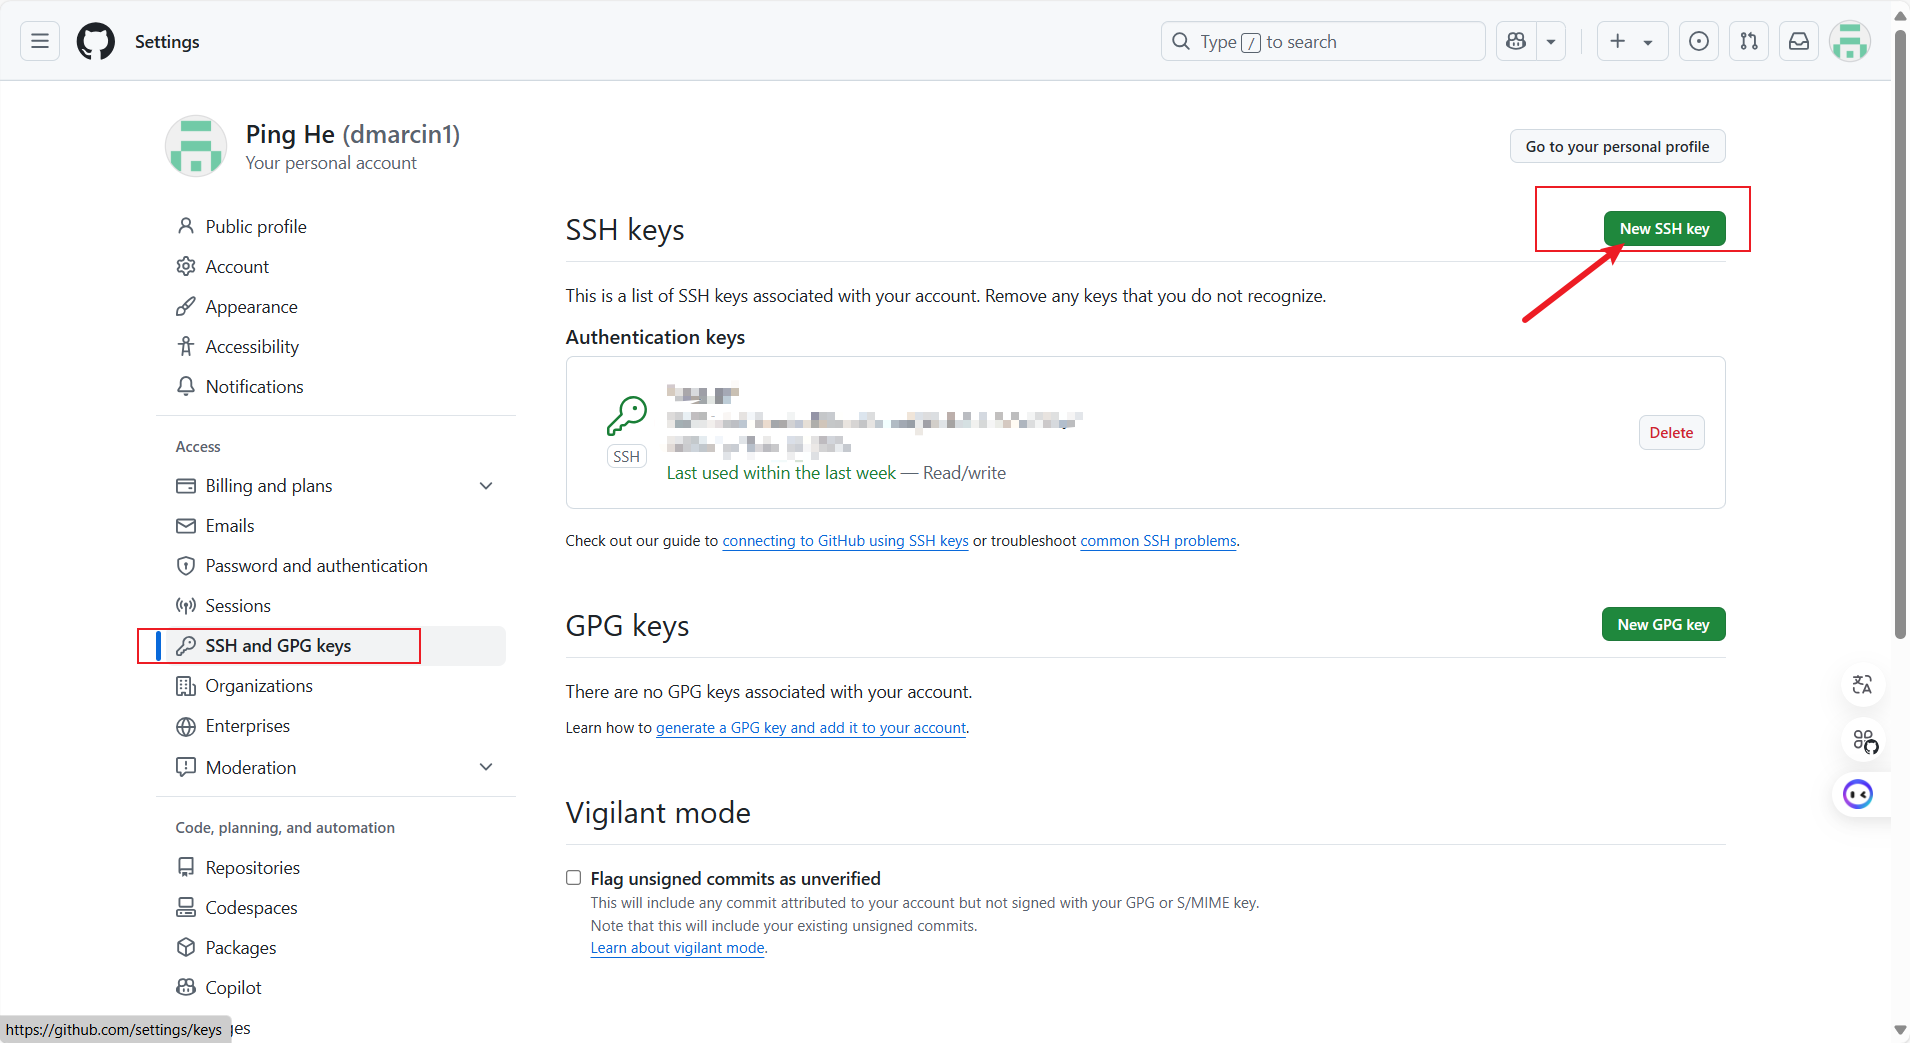 Settings
Type / to search
Ping He (dmarcin1)
Your personal account
Go to your personal profile
Public profile
Account
Appearance
Accessibility
Notifications
Access
Billing and plans
Emails
Password and authentication
Sessions
SSH and GPG keys
Organizations
Enterprises
Moderation
Code, planning, and automation
Repositories
Codespaces
Packages
Copilot
https://github.com/settings/keys
SSH keys
New SSH key
This is a list of SSH keys associated with your account. Remove any keys that you do not recognize.
Authentication keys
SSH
Last used within the last week — Read/write
Delete
Check out our guide to connecting to GitHub using SSH keys or troubleshoot common SSH problems.
GPG keys
New GPG key
There are no GPG keys associated with your account.
Learn how to generate a GPG key and add it to your account.
Vigilant mode
Flag unsigned commits as unverified
This will include any commit attributed to your account but not signed with your GPG or S/MIME key.
Note that this will include your existing unsigned commits.
Learn about vigilant mode.